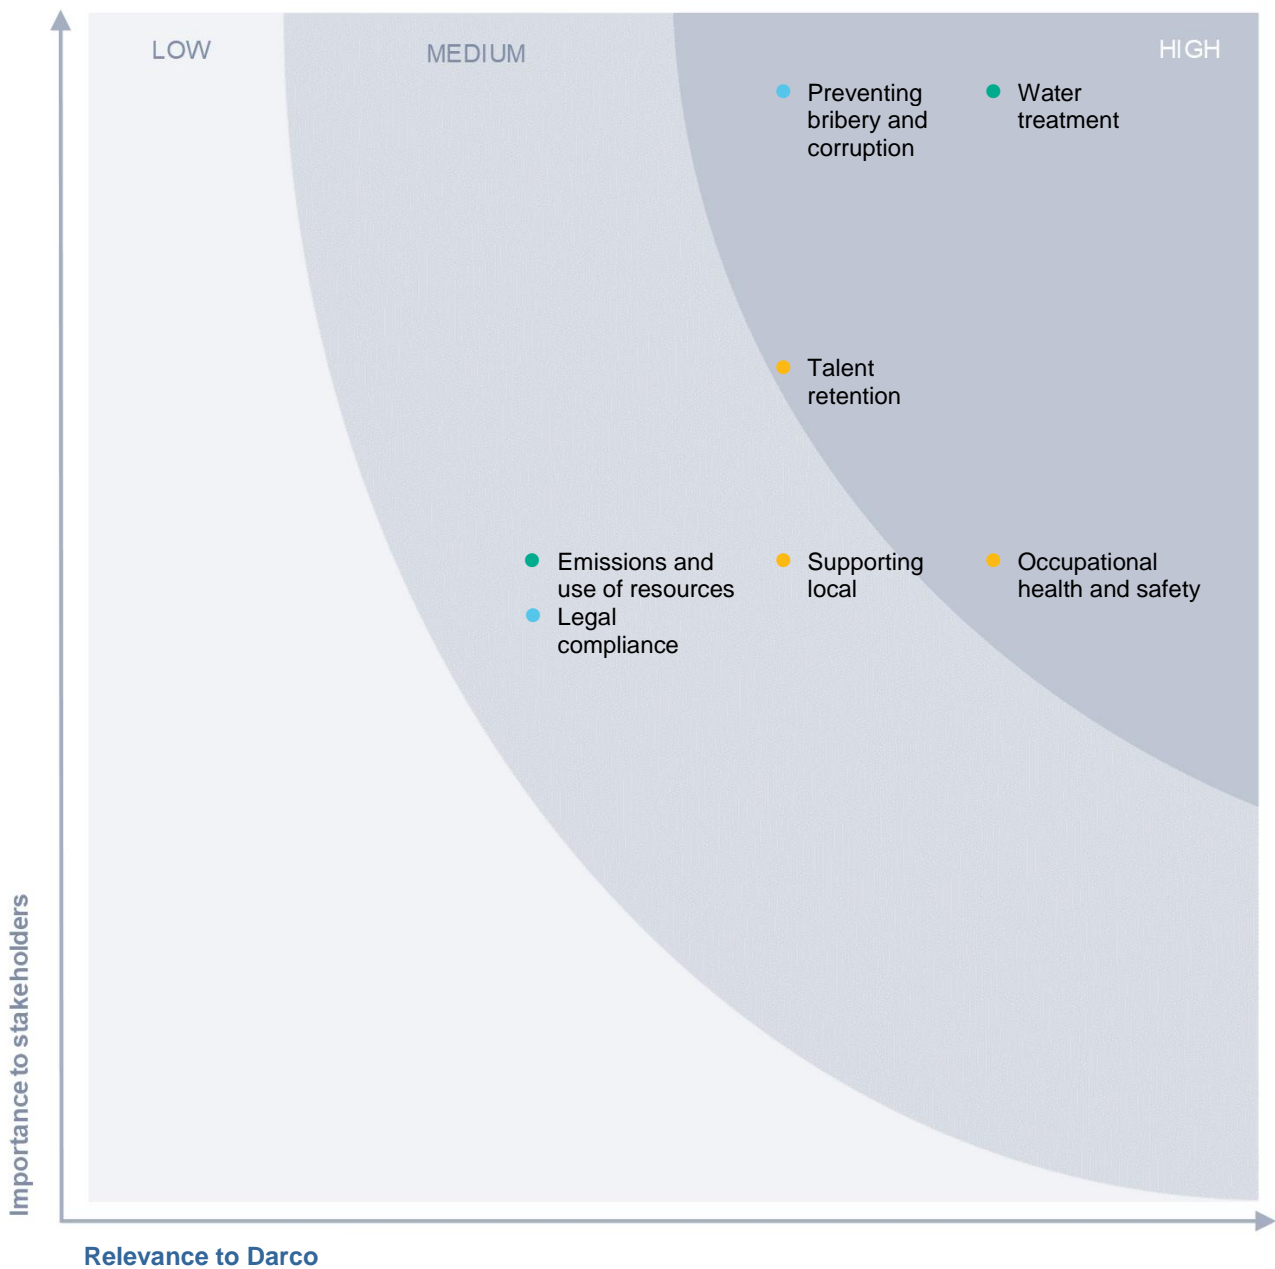 LOW
MEDIUM
HIGH
Preventing
bribery and
corruption
Water
treatment
Talent
retention
Emissions and
use of resources
Legal
compliance
Supporting
local
Occupational
health and safety
Importance to stakeholders
Relevance to Darco